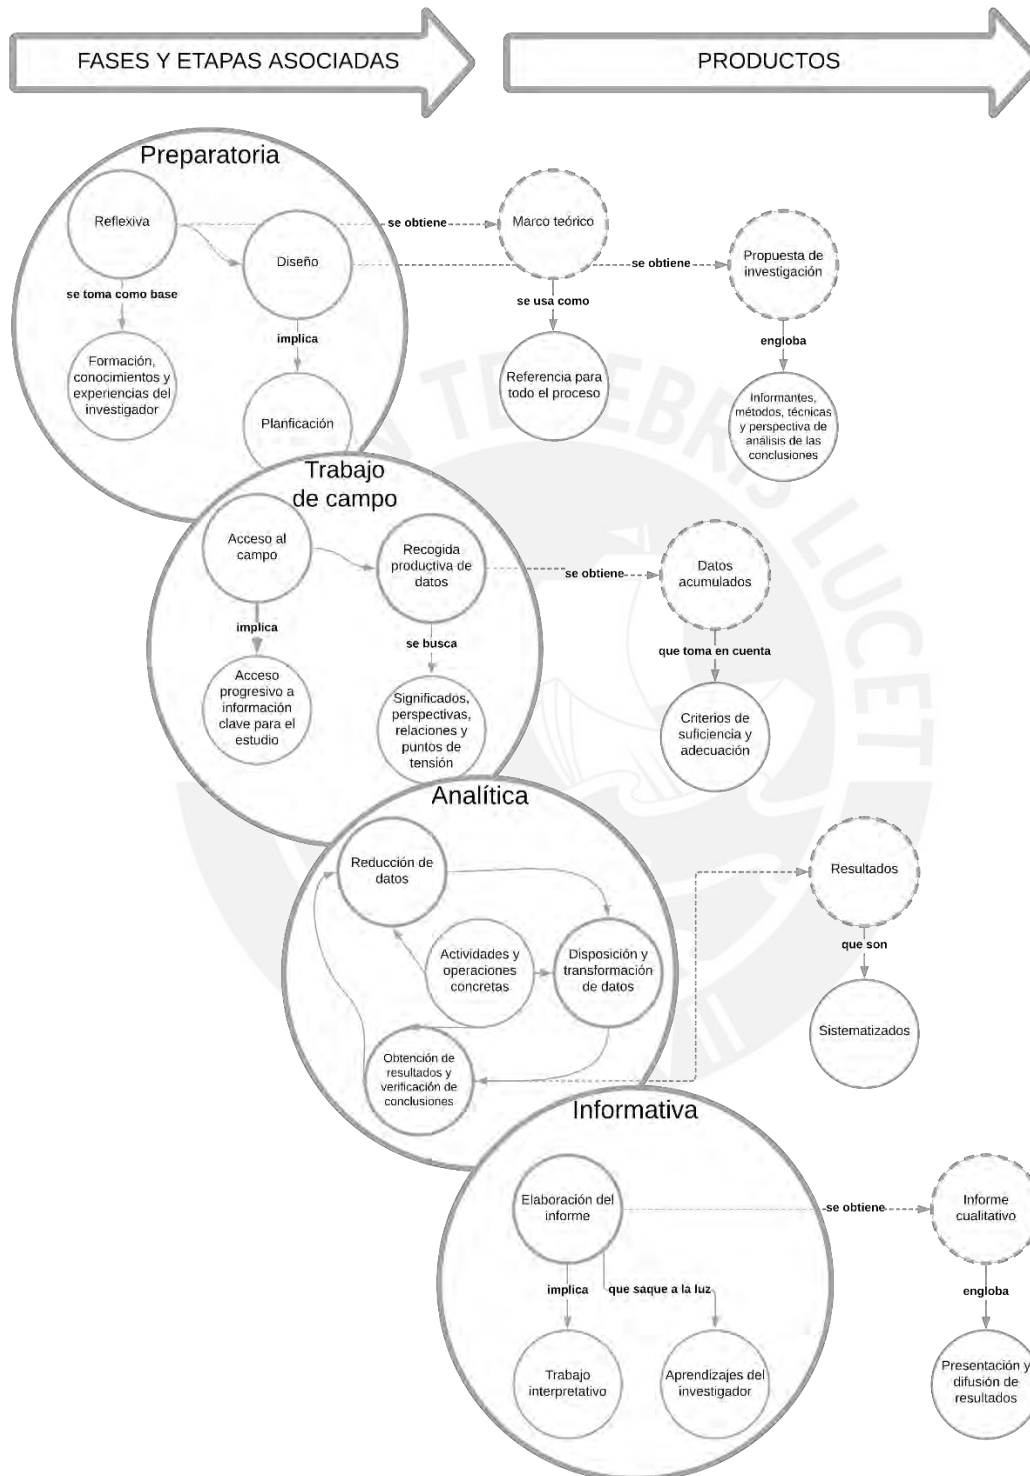 FASES Y ETAPAS ASOCIADAS
PRODUCTOS
Preparatoria
Reflexiva
Diseño
se obtiene
Marco teórico
se obtiene
Propuesta de
investigación
se toma como base
implica
se usa como
engloba
Formación,
conocimientos y
experiencias del
investigador
Planficación
Referencia para
todo el proceso
Informantes,
métodos, técnicas
y perspectiva de
análisis de las
conclusiones
Trabajo
de campo
Acceso al
campo
Recogida
productiva de
datos
se obtiene
Datos
acumulados
implica
se busca
que toma en cuenta
Acceso
progresivo a
información
clave para el
estudio
Significados,
perspectivas,
relaciones y
puntos de
tensión
Criterios de
suficiencia y
adecuación
Analítica
Reducción de
datos
Actividades y
operaciones
concretas
Disposición y
transformación
de datos
Obtención de
resultados y
verificación de
conclusiones
Resultados
que son
Sistematizados
Informativa
Elaboración del
informe
se obtiene
Informe
cualitativo
implica
que saque a la luz
engloba
Trabajo
interpretativo
Aprendizajes del
investigador
Presentación y
difusión de
resultados
TENEBRIS LUCET